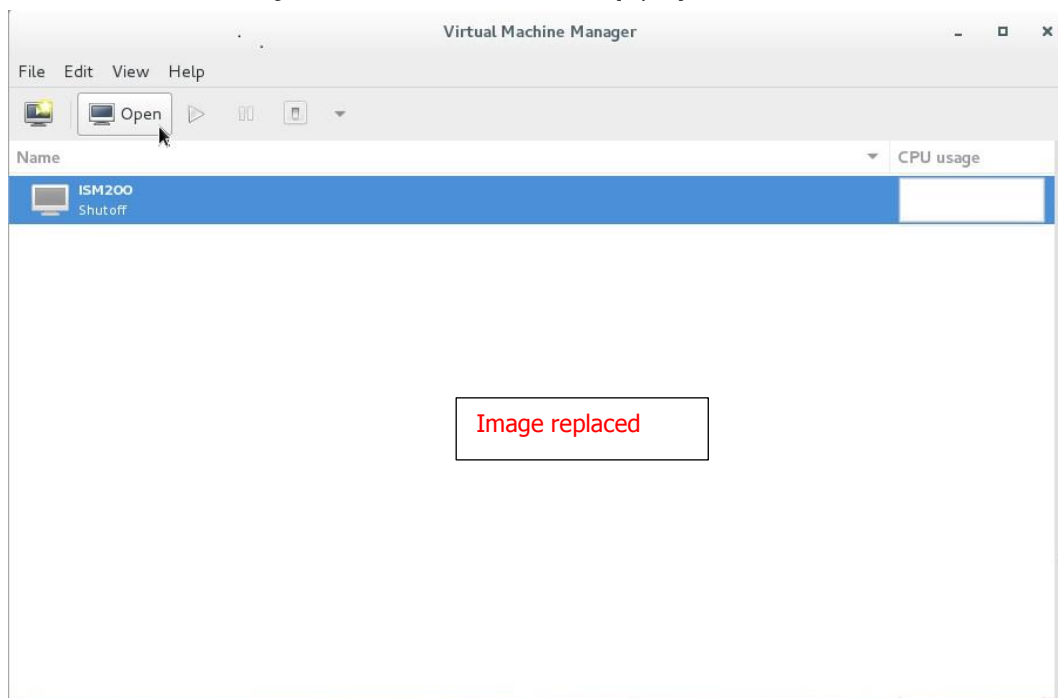 Virtual Machine Manager
File Edit View Help
Open
Name CPU usage
ISM200
Shutoff
Image replaced